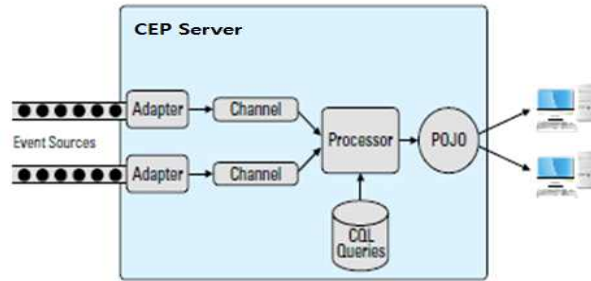 CEP Server
Adapter
Channel
Event Sources
Processor
POJO
Adapter
Channel
CQL
Queries